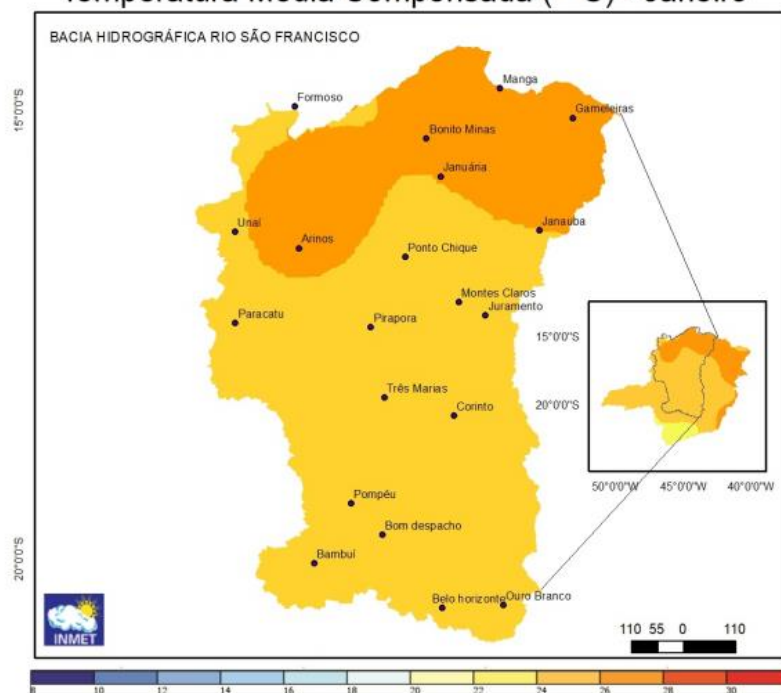 Temperatura Média Compensada (° C) - Janeiro
BACIA HIDROGRÁFICA RIO SÃO FRANCISCO
Manga
Formoso
Gameleiras
15°0'0"S
Bonito Minas
Januária
Unaí
Janauba
Arinos
Ponto Chique
Montes Claros
Juramento
Paracatu
Pirapora
15°0'0"S
Três Marias
20°0'0"S
Corinto
50°0'0"W 45°0'0"W 40°0'0"W
Pompéu
Bom despacho
20°0'0"S
Bambuí
Belo horizonte
Ouro Branco
INMET
110 55 0 110
8 10 12 14 16 18 20 22 24 26 28 30